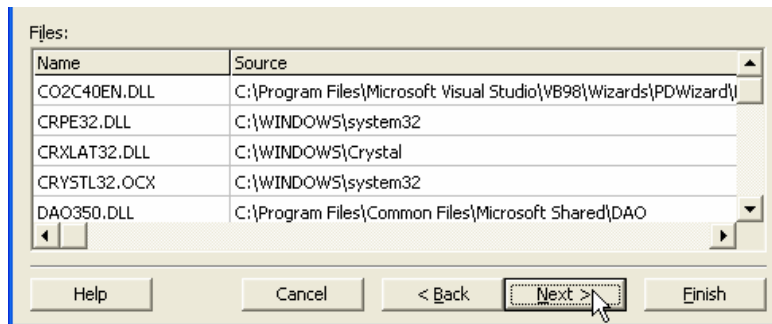 Files:
Name Source
CO2C40EN.DLL C:\Program Files\Microsoft Visual Studio\VB98\Wizards\PDWizard\
CRPE32.DLL C:\WINDOWS\system32
CRXLAT32.DLL C:\WINDOWS\Crystal
CRYSTL32.OCX C:\WINDOWS\system32
DAO350.DLL C:\Program Files\Common Files\Microsoft Shared\DAO
Help Cancel < Back Next > Finish